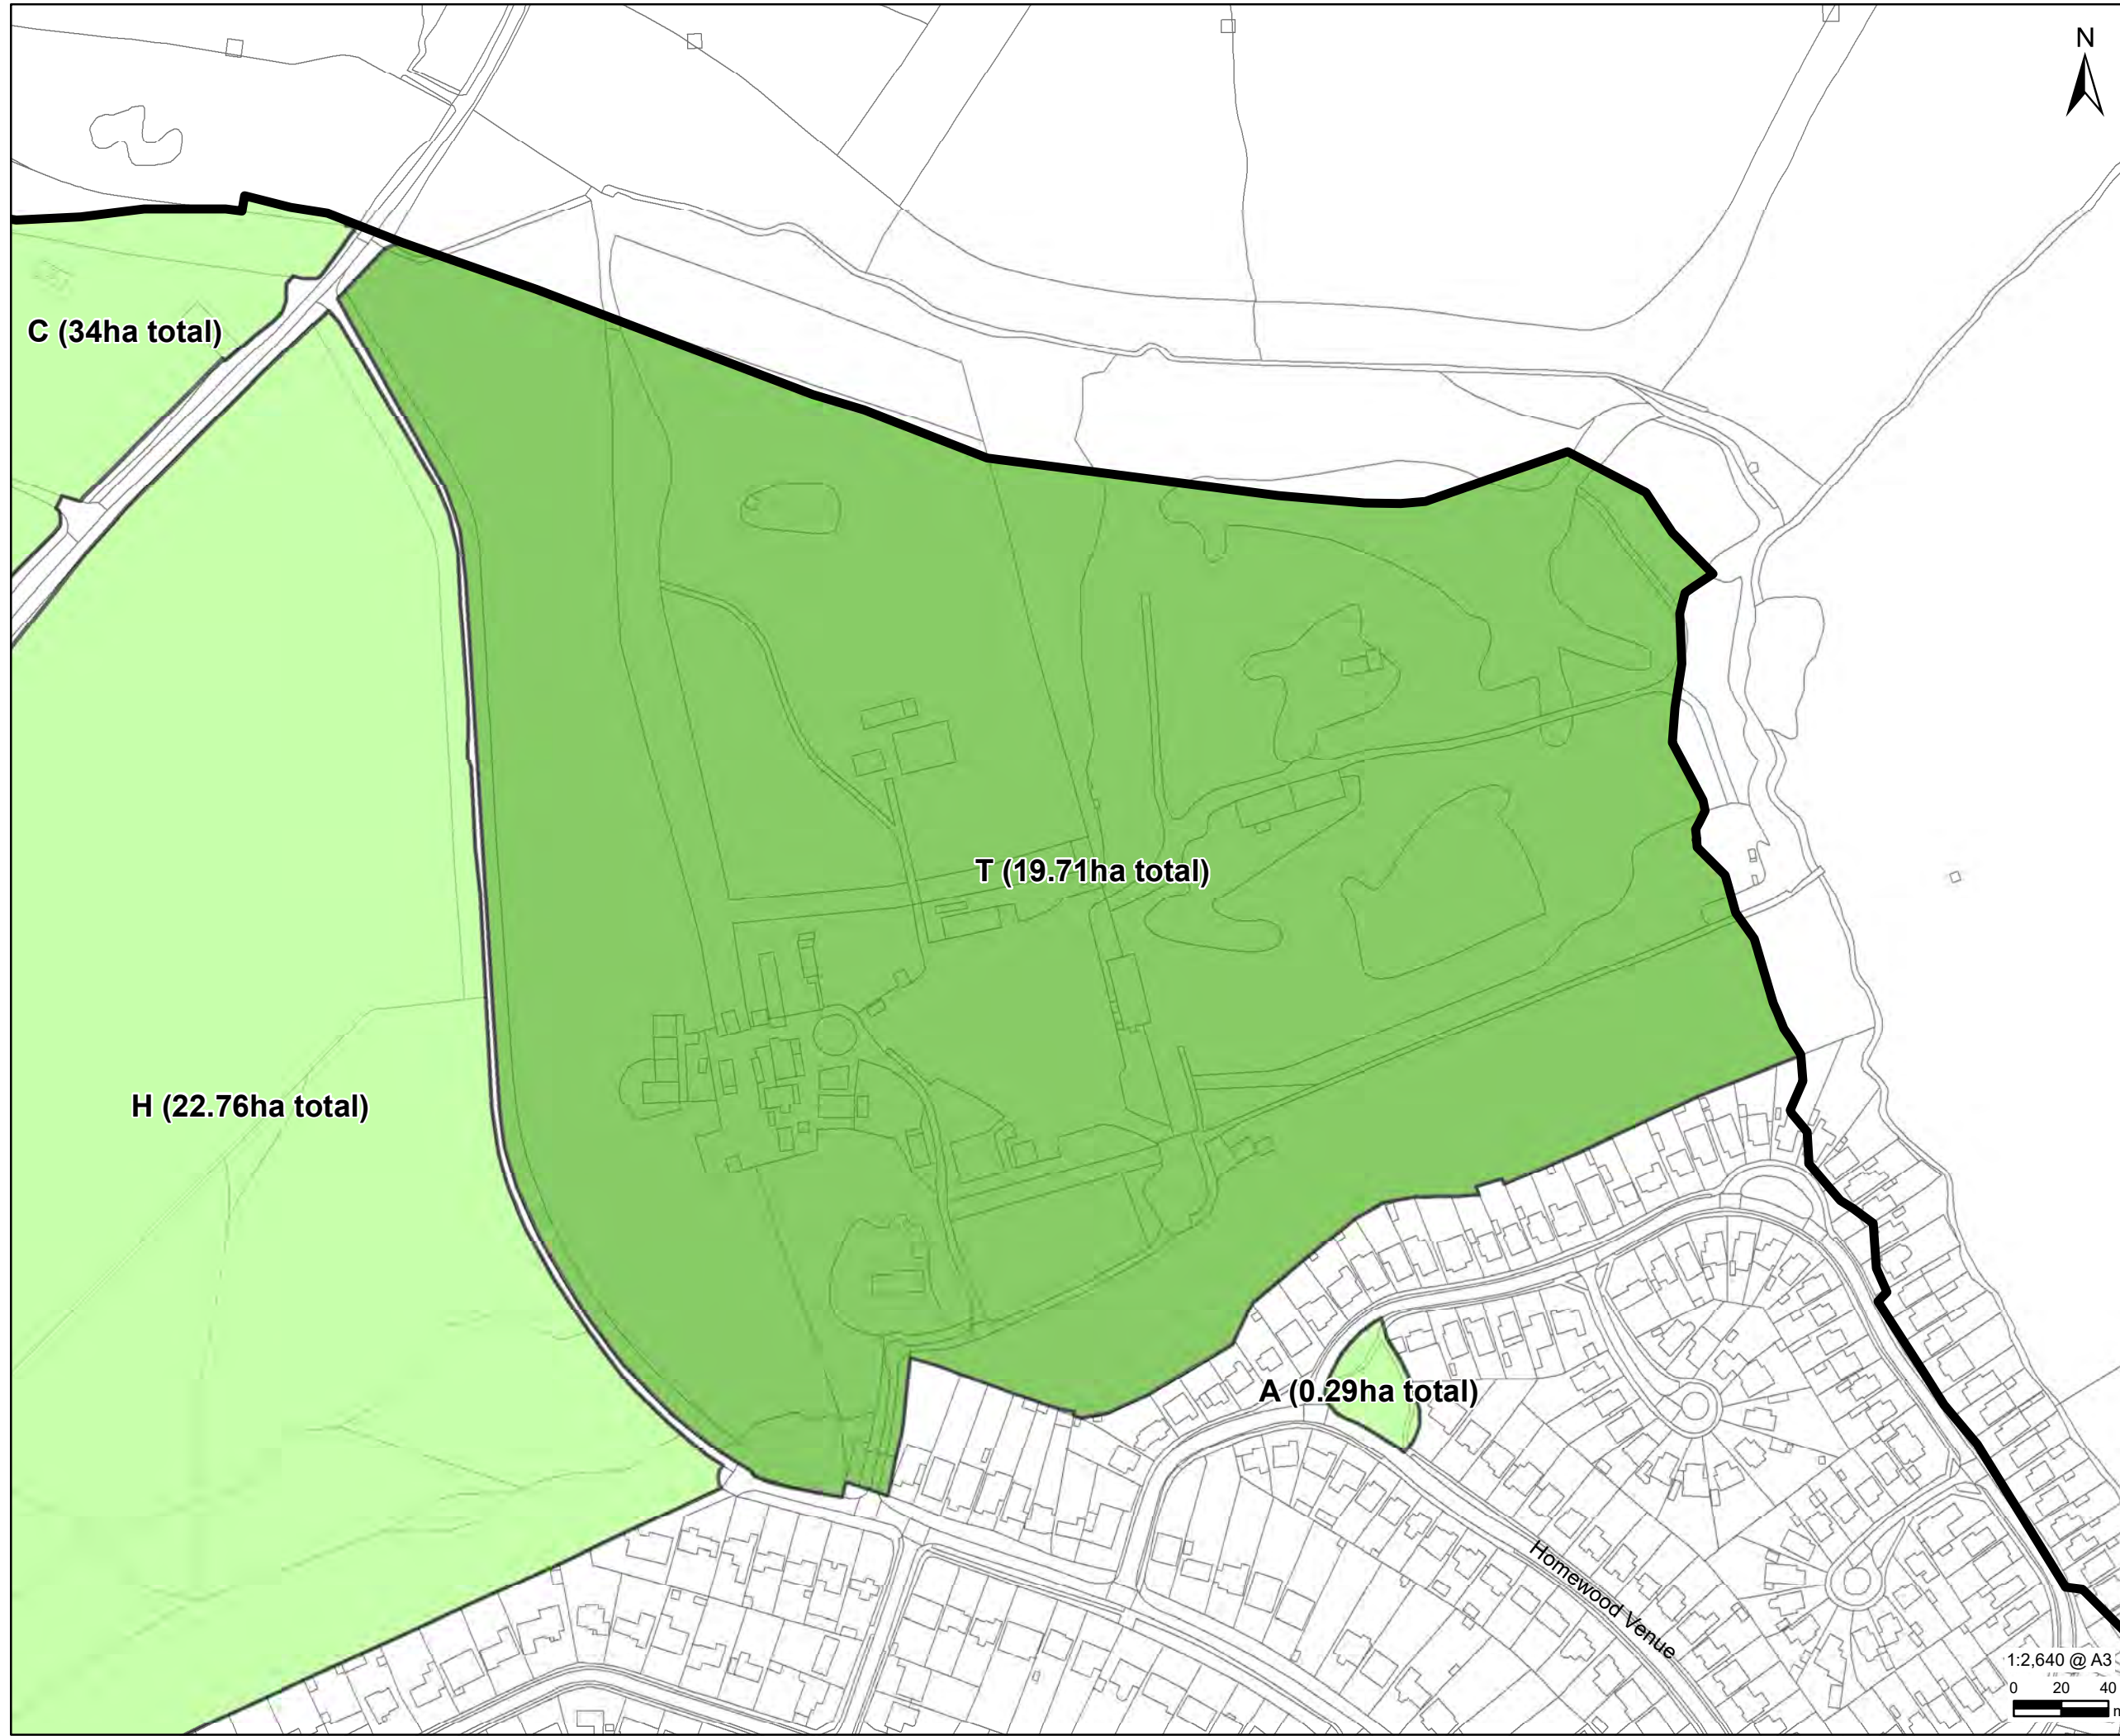 N
C (34ha total)
T (19.71ha total)
H (22.76ha total)
A (0.29ha total)
Homewood Venue
1:2,640 @ A3
0 20 40